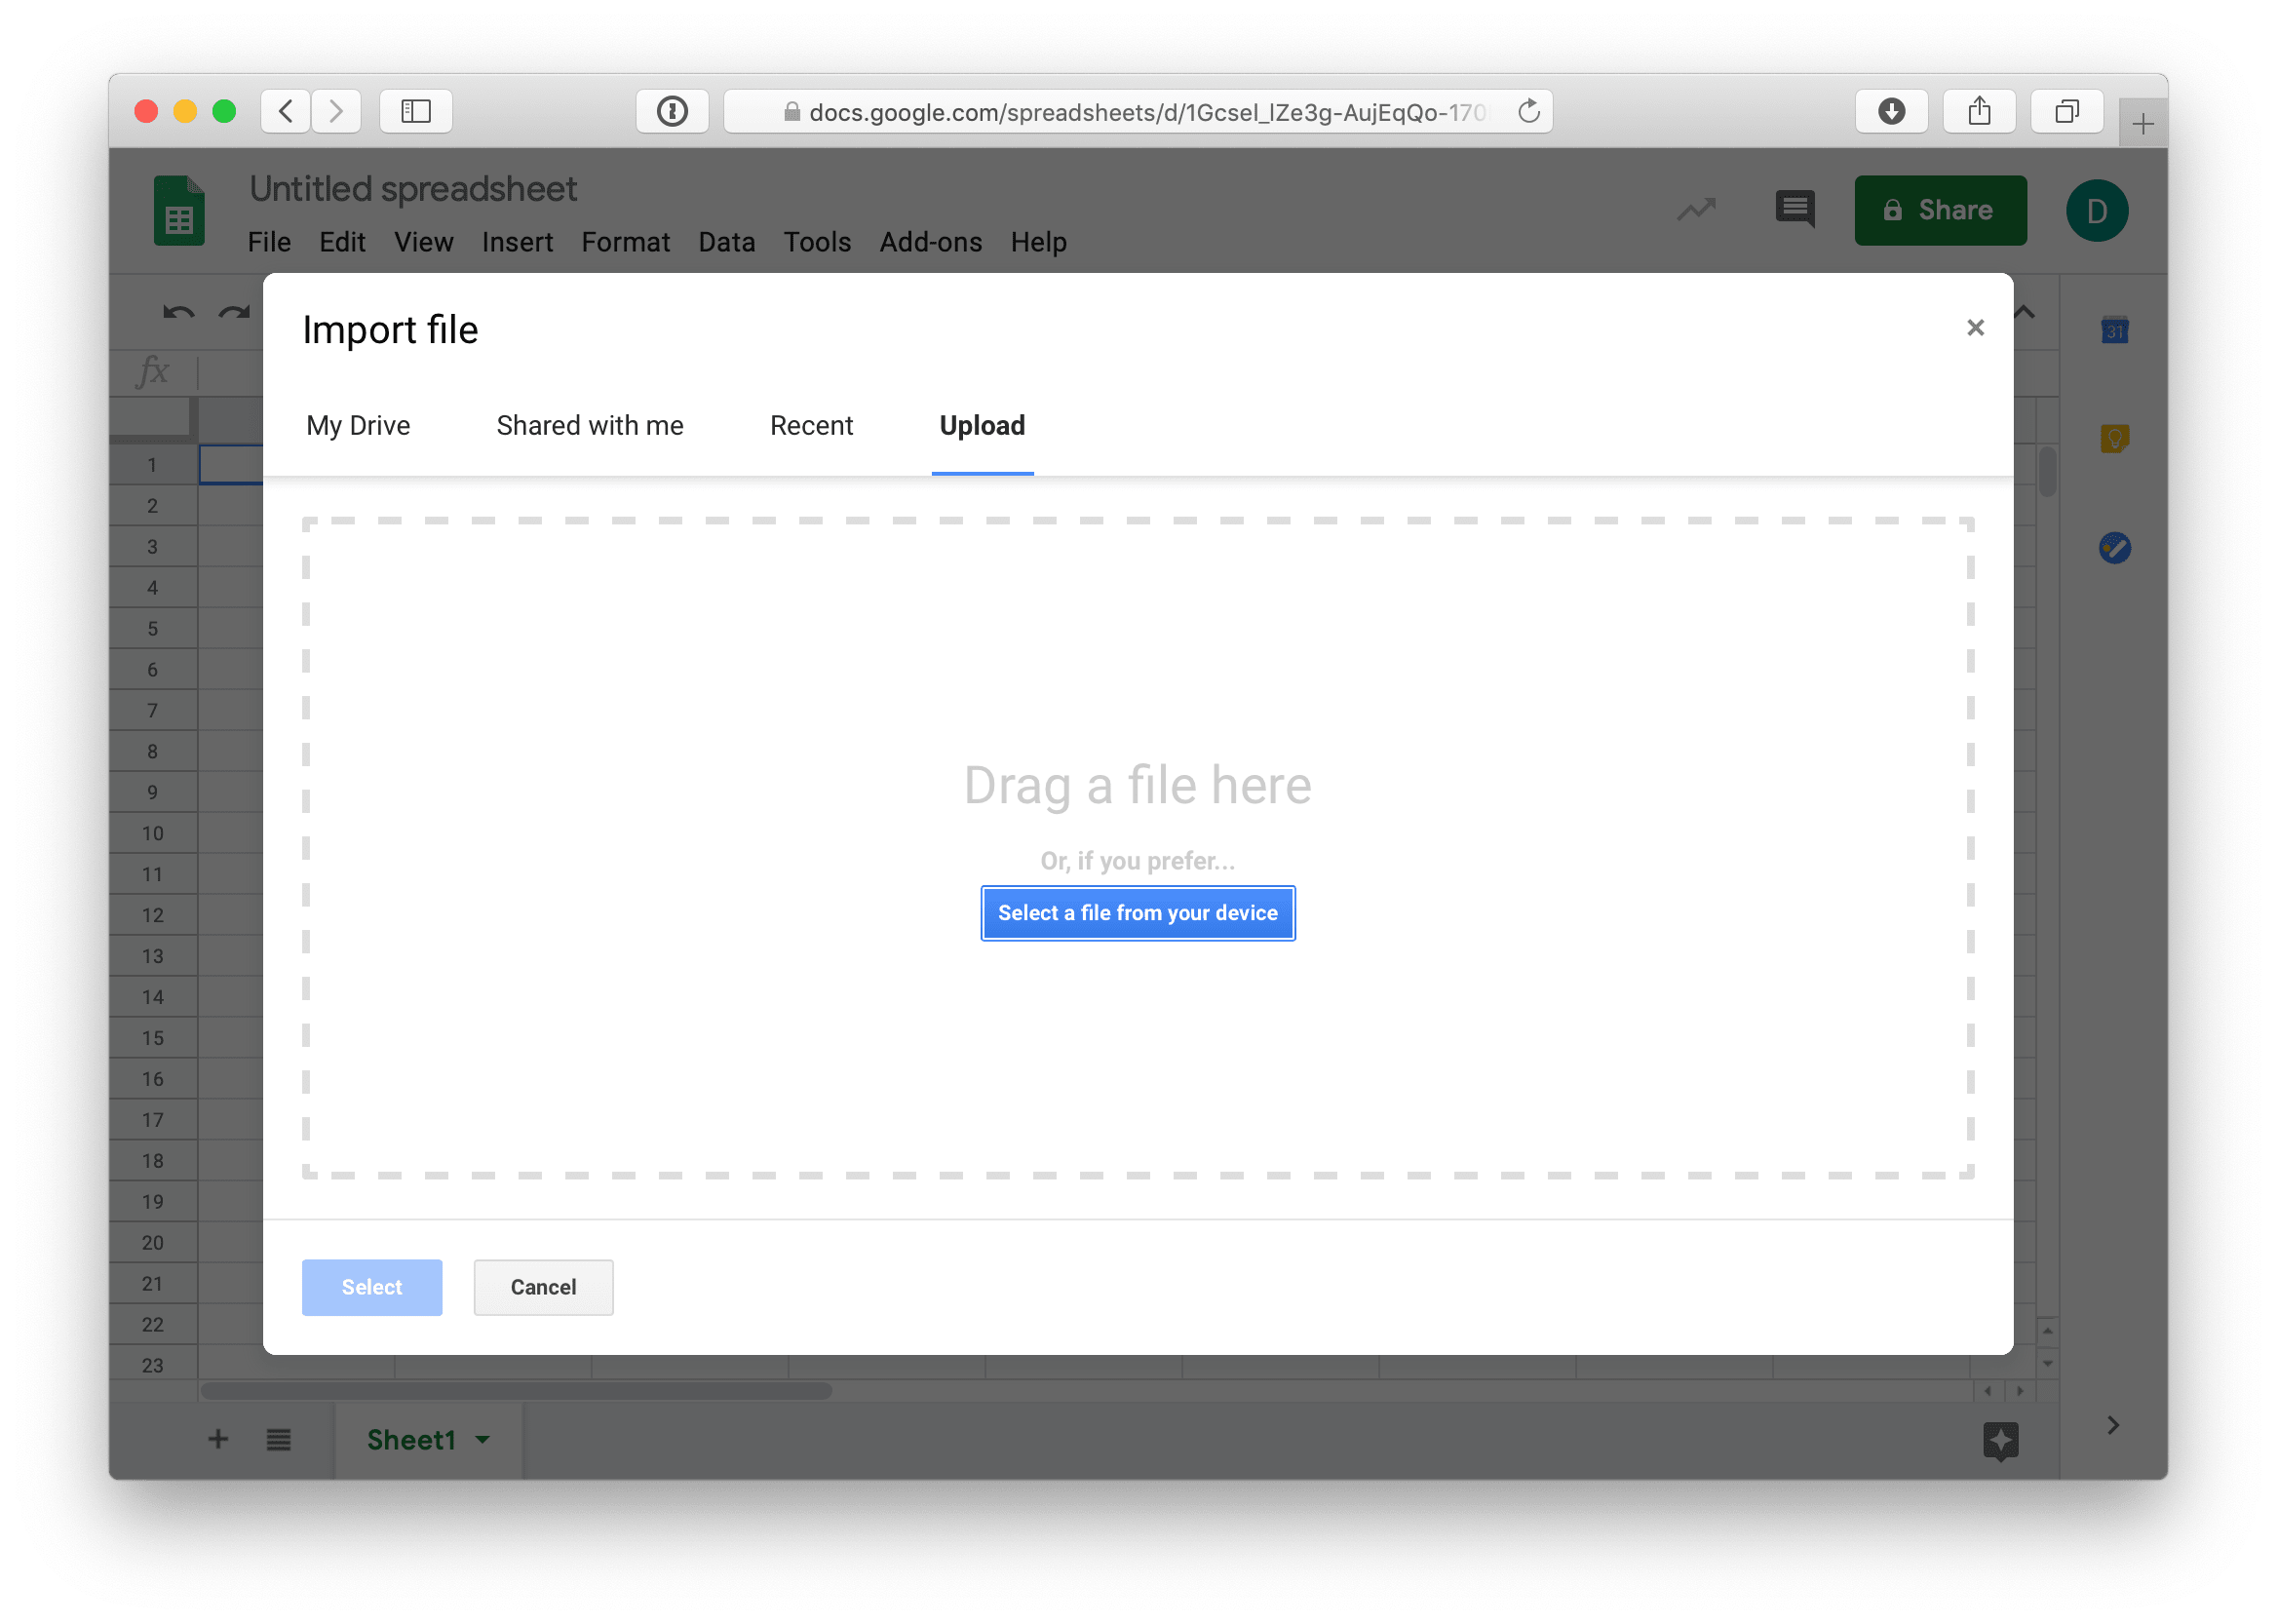 docs.google.com/spreadsheets/d/1Gcsel_lZe3g-AujEqQo-170
Untitled spreadsheet
File Edit View Insert Format Data Tools Add-ons Help
Share
D
Import file
×
31
fx
My Drive Shared with me Recent Upload
1
2
3
4
5
6
7
8
9
10
11
12
13
14
15
16
17
18
19
20
21
22
23
Drag a file here
Or, if you prefer...
Select a file from your device
Select Cancel
Sheet1